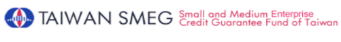 TAIWAN SMEG
Small and Medium Enterprise
Credit Guarantee Fund of Taiwan